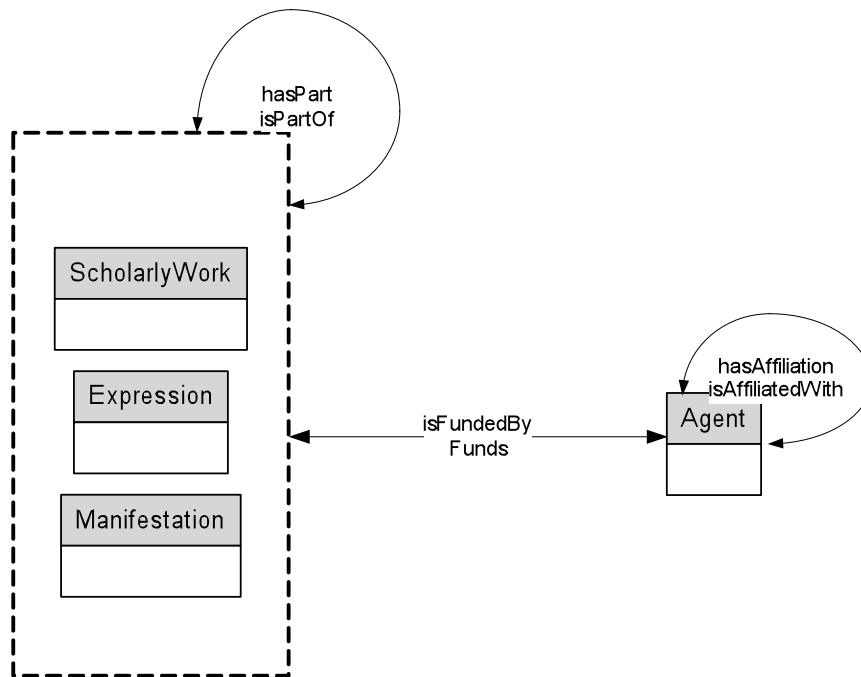 hasPart
isPartOf
ScholarlyWork
Expression
Manifestation
isFundedBy
Funds
hasAffiliation
isAffiliatedWith
Agent